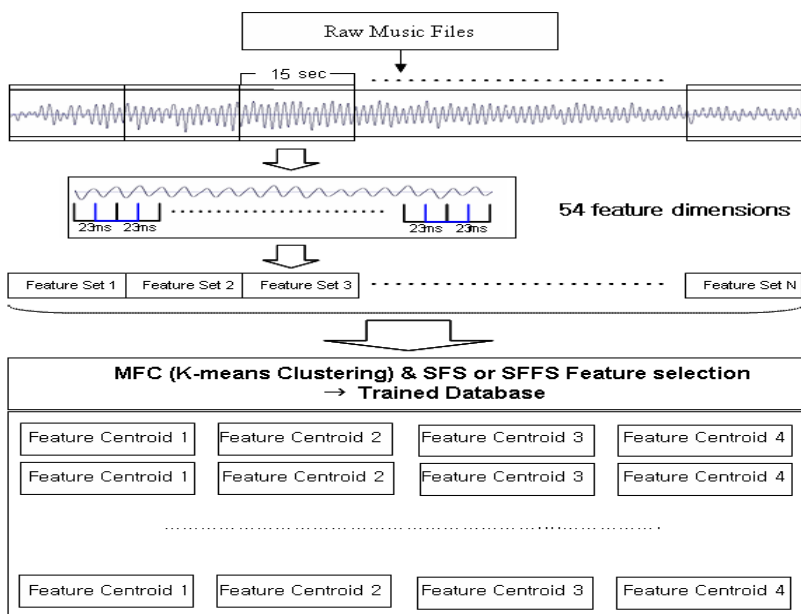 Raw Music Files
15 sec
23ms 23ms 23ms 23ms
54 feature dimensions
Feature Set 1 Feature Set 2 Feature Set 3 Feature Set N
MFC (K-means Clustering) & SFS or SFFS Feature selection
→ Trained Database
Feature Centroid 1 Feature Centroid 2 Feature Centroid 3 Feature Centroid 4
Feature Centroid 1 Feature Centroid 2 Feature Centroid 3 Feature Centroid 4
Feature Centroid 1 Feature Centroid 2 Feature Centroid 3 Feature Centroid 4